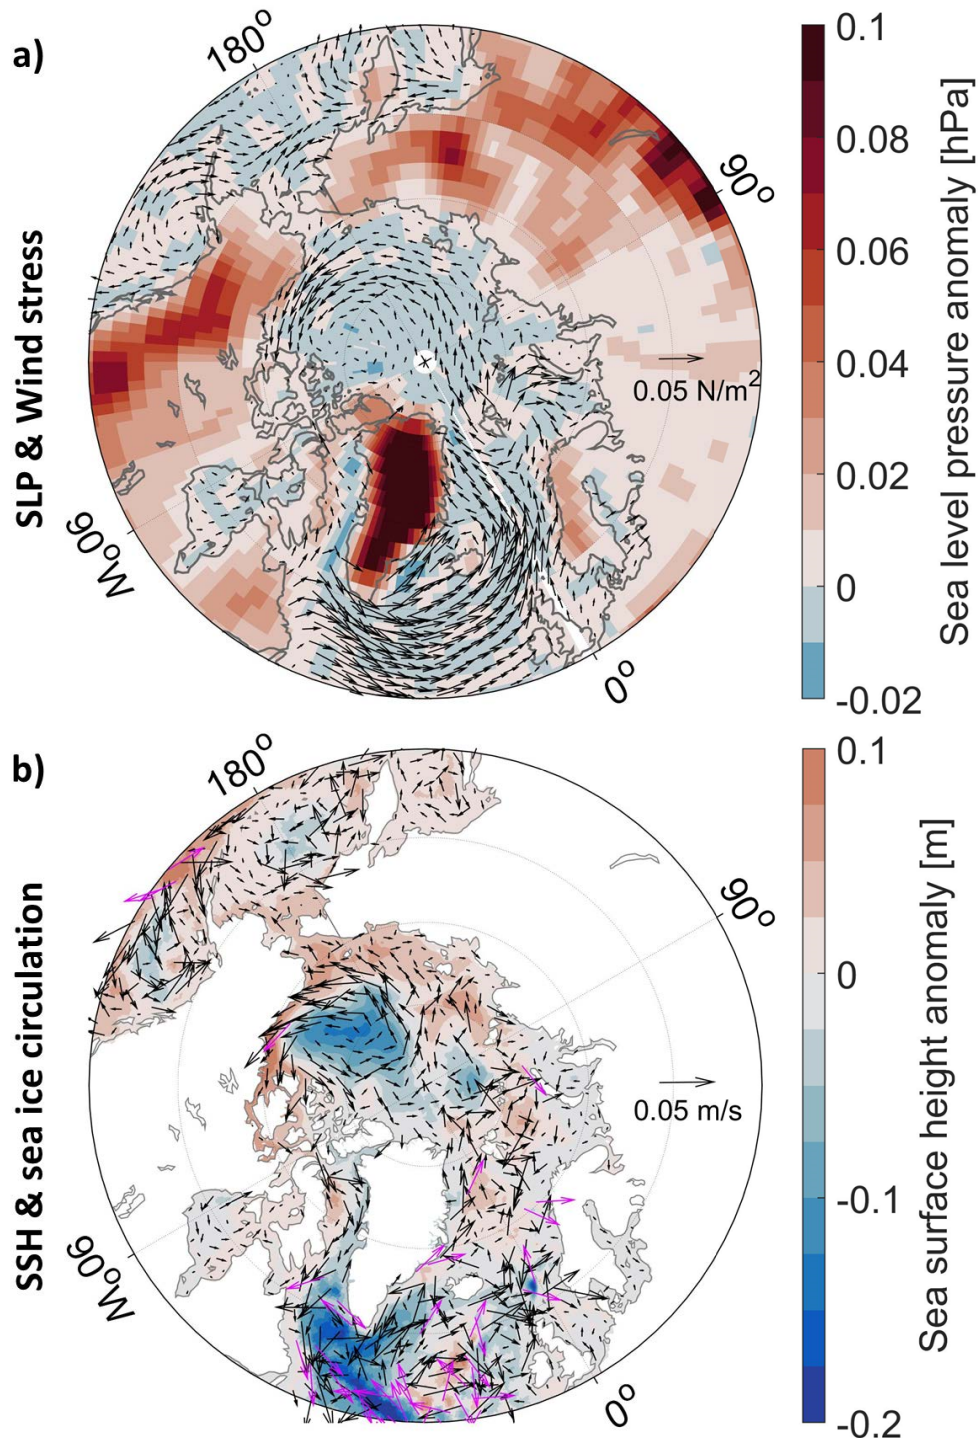 a)
180°
90°
90°W
0°
0.05 N/m²
SLP & Wind stress
0.1
0.08
0.06
0.04
0.02
0
-0.02
Sea level pressure anomaly [hPa]
b)
180°
90°
90°W
0°
0.05 m/s
SSH & sea ice circulation
0.1
0
-0.1
-0.2
Sea surface height anomaly [m]